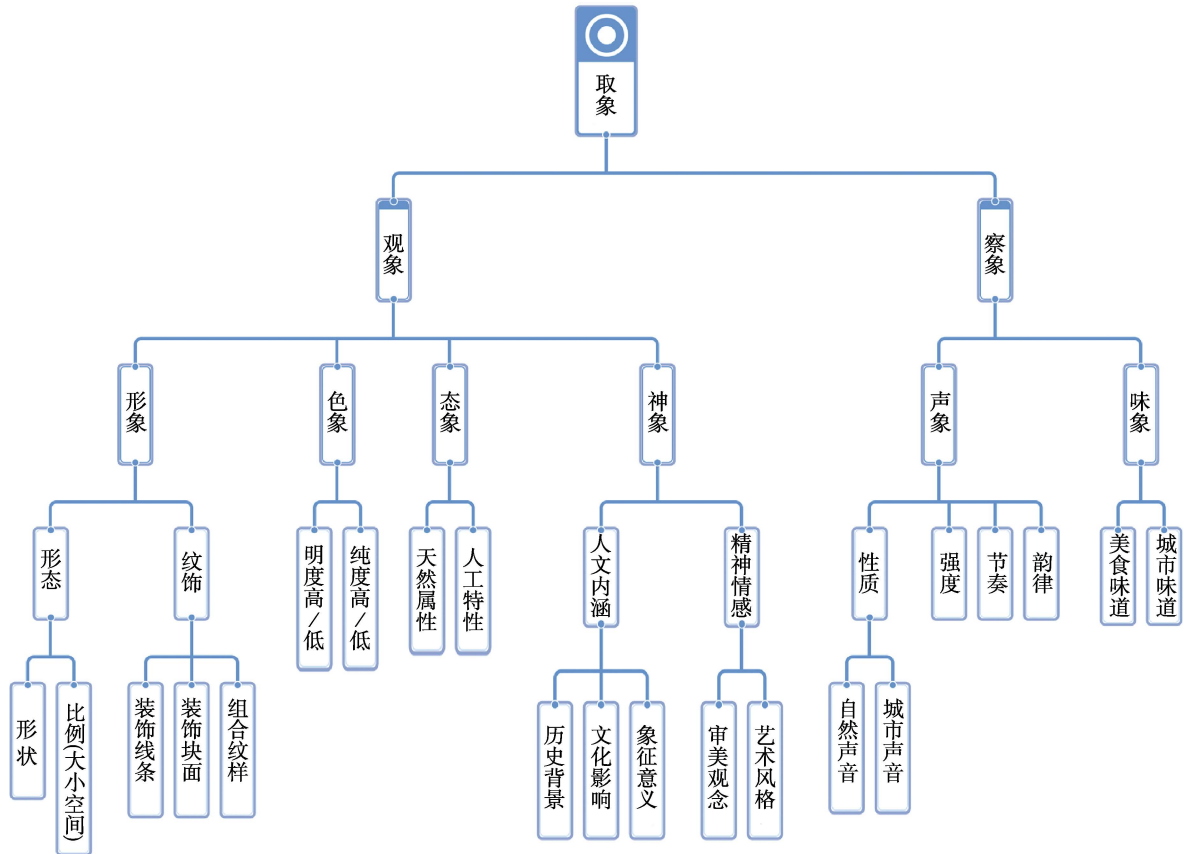 取象
观象
察象
形象
色象
态象
神象
声象
味象
形态
纹饰
明度高/低
纯度高/低
天然属性
人工特性
人文内涵
精神情感
性质
强度
节奏
韵律
美食味道
城市味道
形状
比例(大小空间)
装饰线条
装饰块面
组合纹样
历史背景
文化影响
象征意义
审美观念
艺术风格
自然声音
城市声音